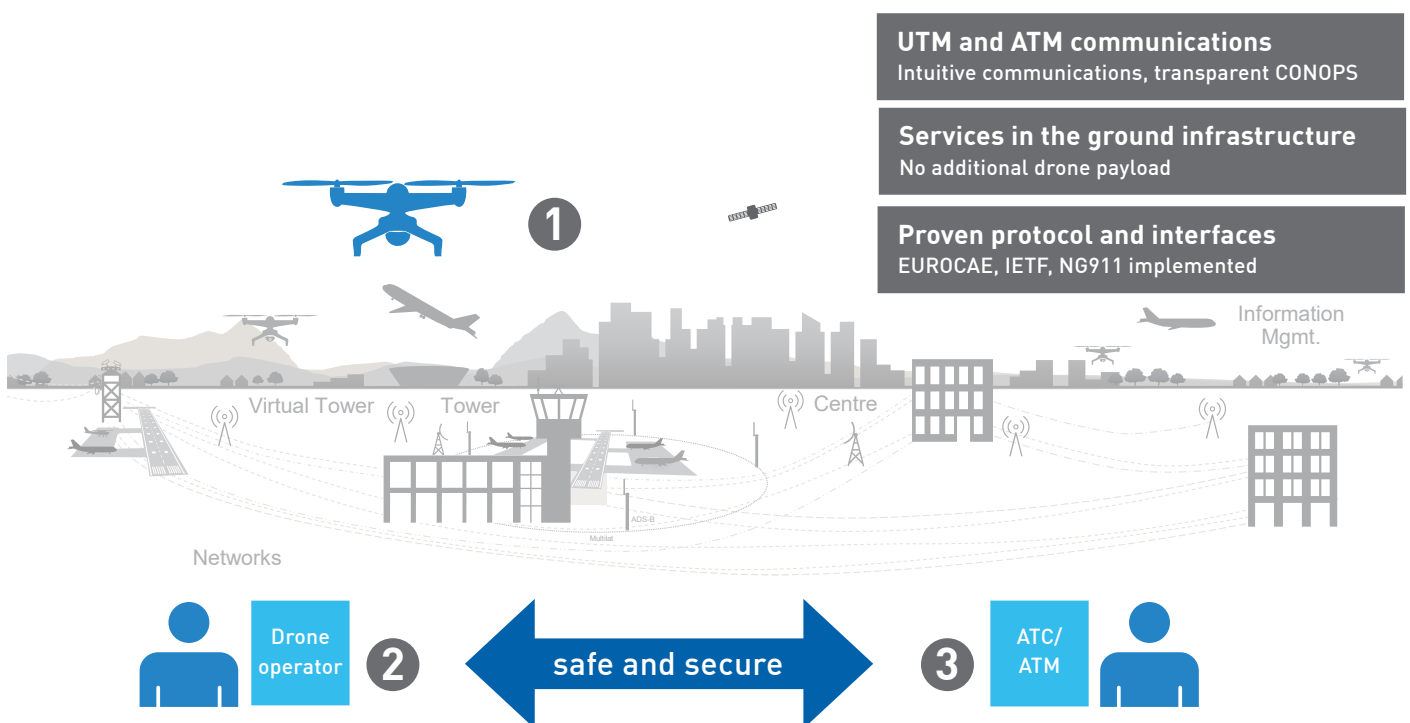 UTM and ATM communications
Intuitive communications, transparent CONOPS
Services in the ground infrastructure
No additional drone payload
Proven protocol and interfaces
EUROCAE, IETF, NG911 implemented
1
Information
Mgmt.
Virtual Tower
Tower
Centre
ADS-B
Multilat
Networks
Drone
operator
2
safe and secure
3
ATC/
ATM